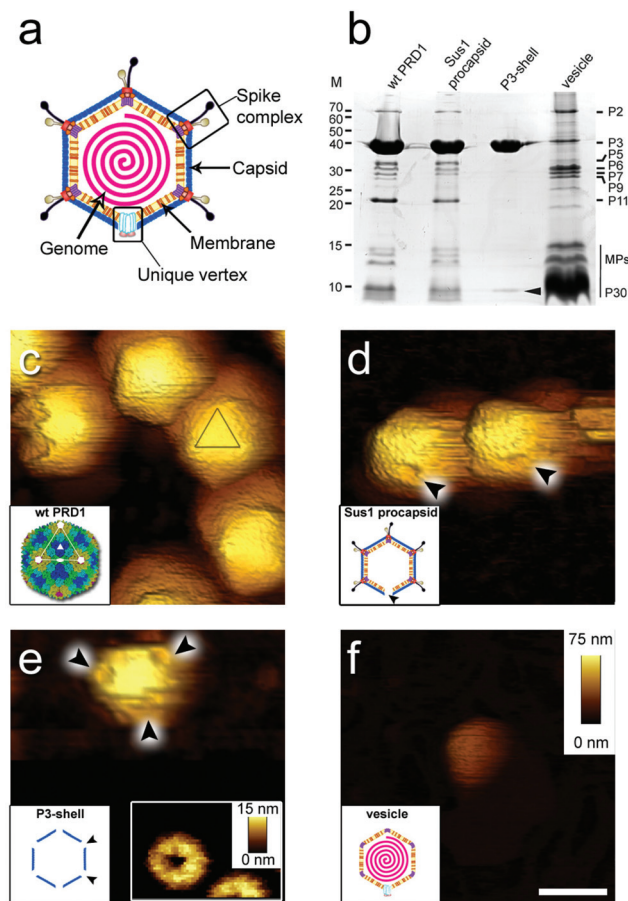 a
Spike
complex
Capsid
Genome
Membrane
Unique vertex
b
wt PRD1
Sus1
procapsid
P3-shell
vesicle
M
70
60
50
40
30
25
20
15
10
P2
P3
P5
P6
P7
P9
P11
MPs
P30
c
wt PRD1
d
Sus1 procapsid
e
P3-shell
15 nm
0 nm
f
75 nm
0 nm
vesicle